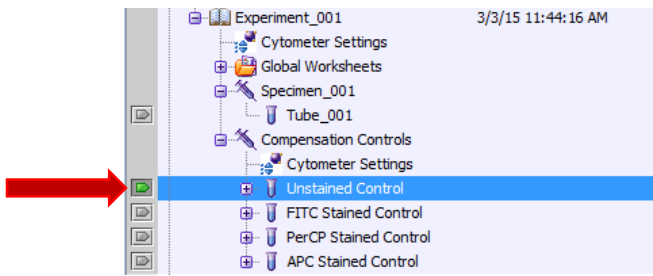 Experiment_001 3/3/15 11:44:16 AM
Cytometer Settings
Global Worksheets
Specimen_001
Tube_001
Compensation Controls
Cytometer Settings
Unstained Control
FITC Stained Control
PerCP Stained Control
APC Stained Control